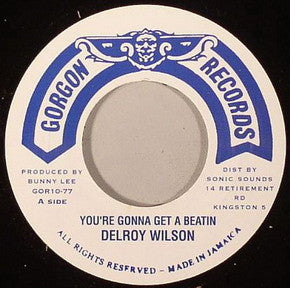 GORGON RECORDS
PRODUCED BY
BUNNY LEE
GOR10-77
A SIDE
DIST BY
SONIC SOUNDS
14 RETIREMENT
RD
KINGSTON 5
YOU'RE GONNA GET A BEATIN
DELROY WILSON
ALL RIGHTS RESERVED - MADE IN JAMAICA